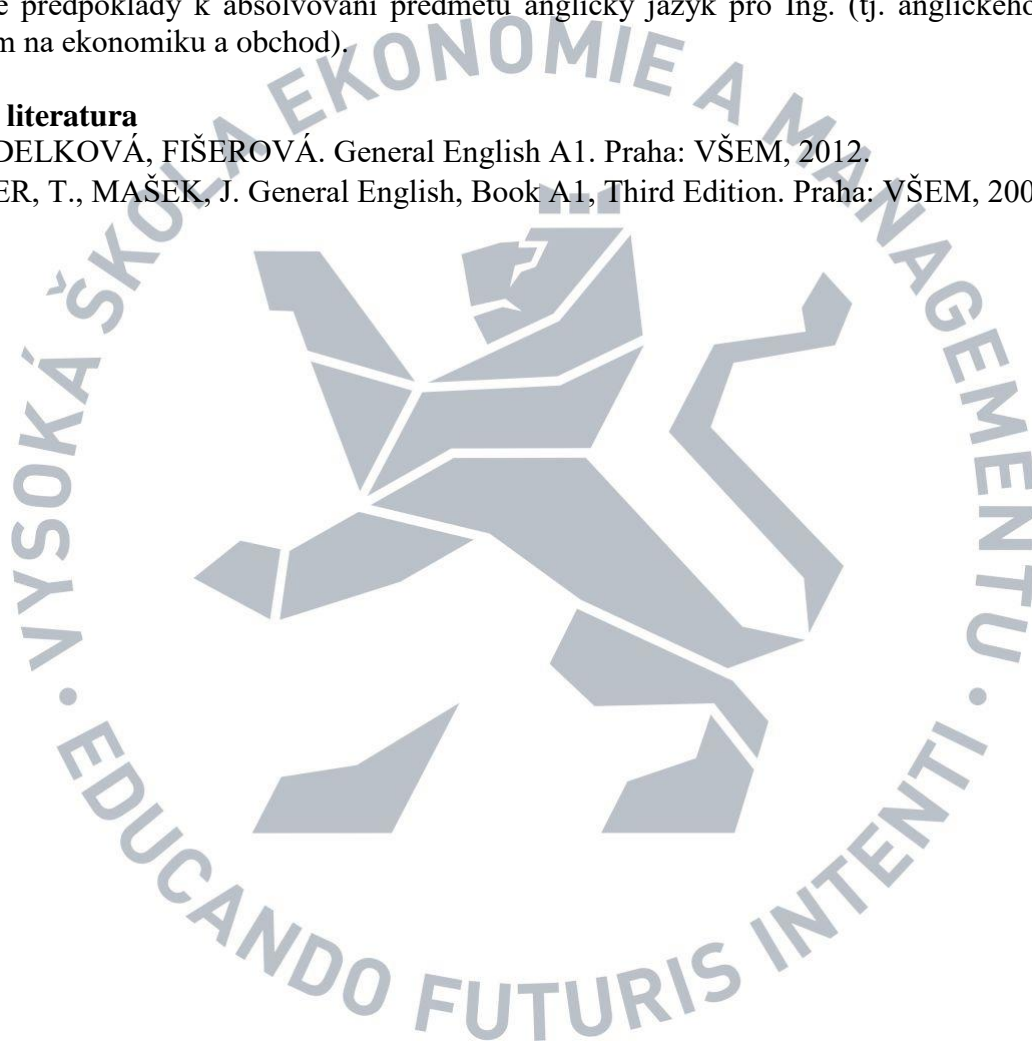 e předpoklady k absolvování předmětu anglický jazyk pro Ing. (tj. anglického
m na ekonomiku a obchod).
literatura
DELKOVÁ, FIŠEROVÁ. General English A1. Praha: VŠEM, 2012.
ER, T., MAŠEK, J. General English, Book A1, Third Edition. Praha: VŠEM, 200
VYSOKÁ ŠKOLA EKONOMIE A MANAGEMENTU •
EDUCANDO FUTURIS INTENTI •